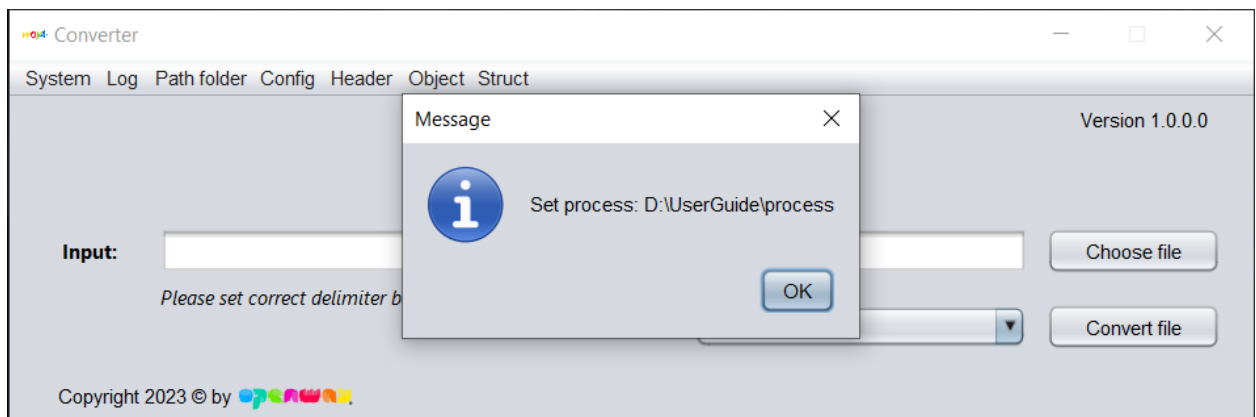 Converter
System Log Path folder Config Header Object Struct
Message
Version 1.0.0.0
Set process: D:\UserGuide\process
Input:
Choose file
Please set correct delimiter b
OK
Convert file
Copyright 2023 © by openway